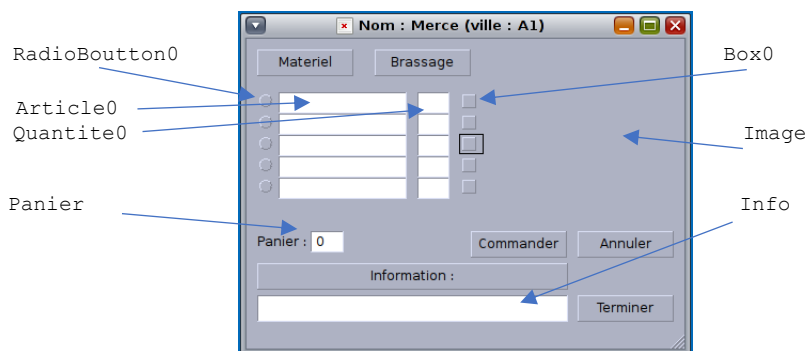 Nom : Merce (ville : A1)
RadioBoutton0
Materiel Brassage
Box0
Article0
Quantite0
Image
Panier
Info
Panier : 0 Commander Annuler
Information :
Terminer